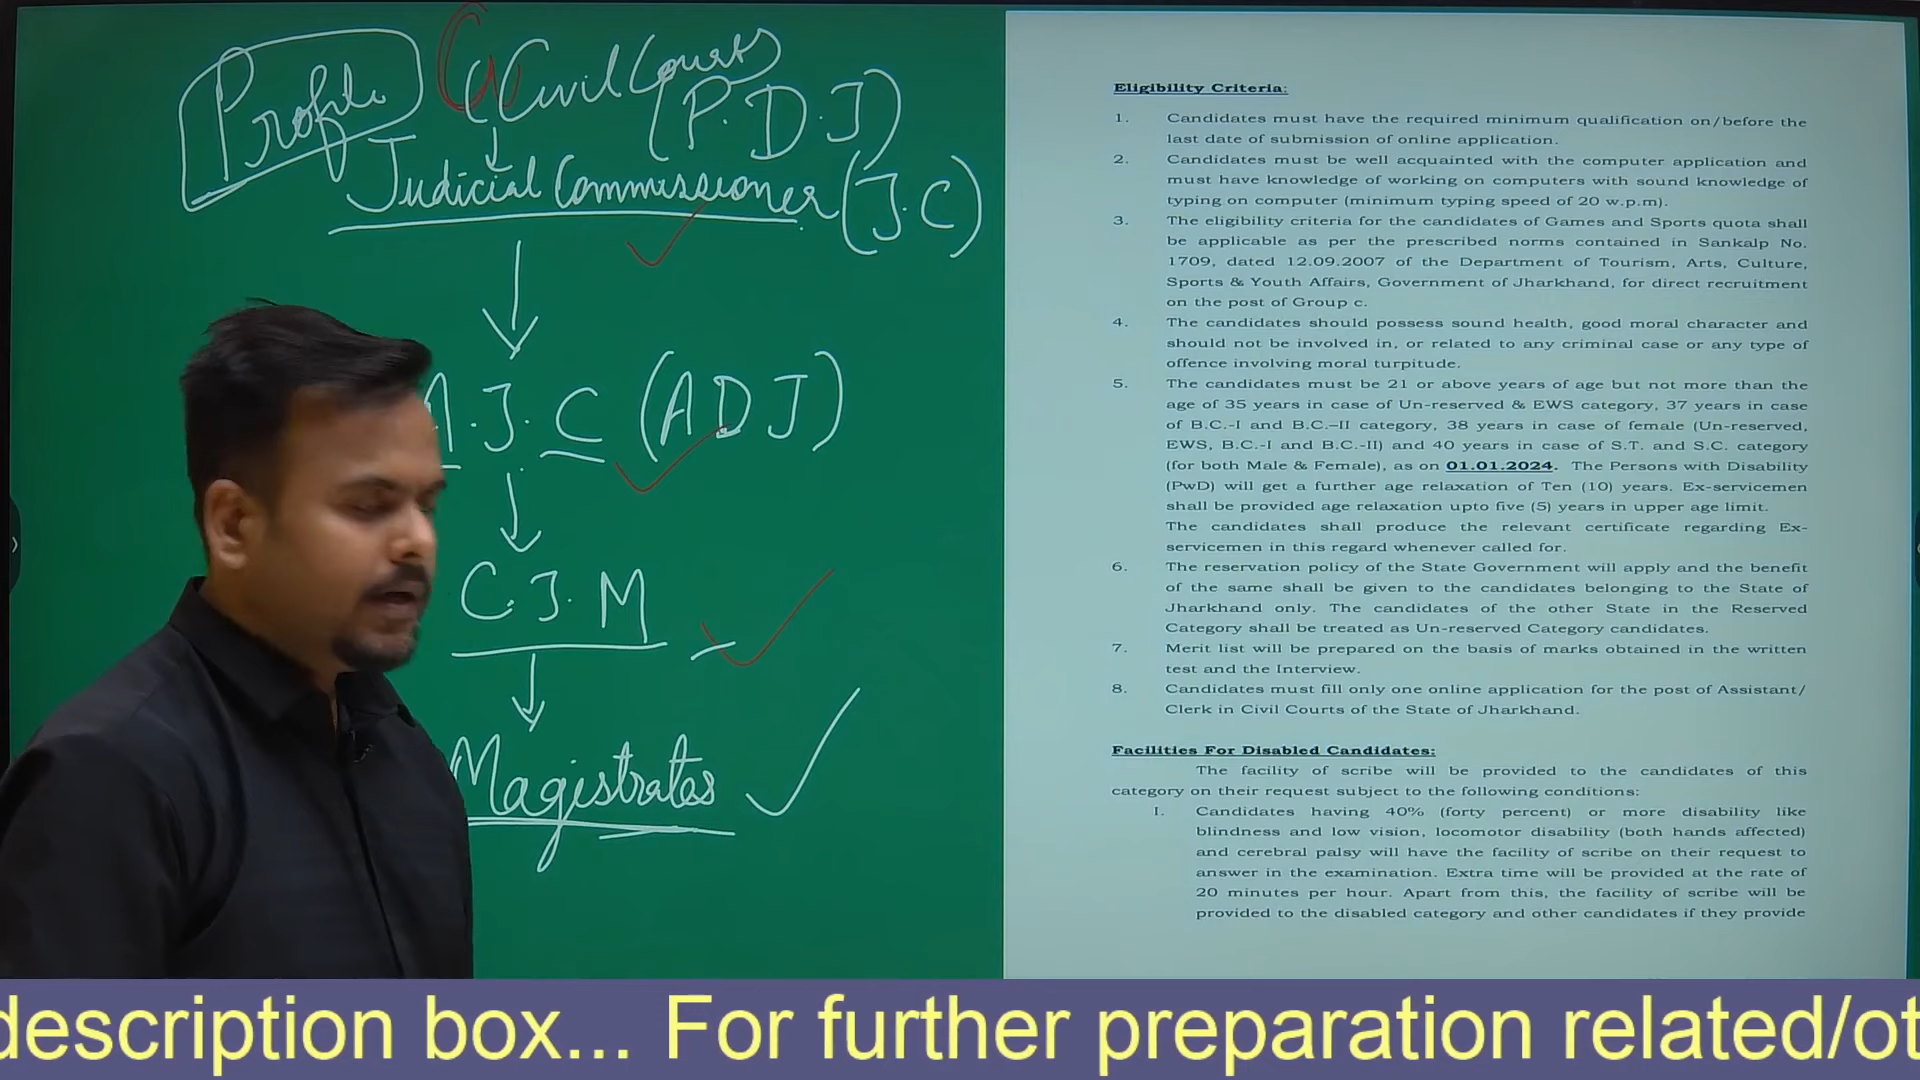 Profile
Civil Courts
(P.D.J)
Judicial Commissioner (J.C)
A.J.C (ADJ)
C.J.M
Magistrates
Eligibility Criteria:
1. Candidates must have the required minimum qualification on/before the
last date of submission of online application.
2. Candidates must be well acquainted with the computer application and
must have knowledge of working on computers with sound knowledge of
typing on computer (minimum typing speed of 20 w.p.m).
3. The eligibility criteria for the candidates of Games and Sports quota shall
be applicable as per the prescribed norms contained in Sankalp No.
1709, dated 12.09.2007 of the Department of Tourism, Arts, Culture,
Sports & Youth Affairs, Government of Jharkhand, for direct recruitment
on the post of Group c.
4. The candidates should possess sound health, good moral character and
should not be involved in, or related to any criminal case or any type of
offence involving moral turpitude.
5. The candidates must be 21 or above years of age but not more than the
age of 35 years in case of Un-reserved & EWS category, 37 years in case
of B.C.-I and B.C.–II category, 38 years in case of female (Un-reserved,
EWS, B.C.-I and B.C.-II) and 40 years in case of S.T. and S.C. category
(for both Male & Female), as on 01.01.2024. The Persons with Disability
(PwD) will get a further age relaxation of Ten (10) years. Ex-servicemen
shall be provided age relaxation upto five (5) years in upper age limit.
The candidates shall produce the relevant certificate regarding Ex-
servicemen in this regard whenever called for.
6. The reservation policy of the State Government will apply and the benefit
of the same shall be given to the candidates belonging to the State of
Jharkhand only. The candidates of the other State in the Reserved
Category shall be treated as Un-reserved Category candidates.
7. Merit list will be prepared on the basis of marks obtained in the written
test and the Interview.
8. Candidates must fill only one online application for the post of Assistant/
Clerk in Civil Courts of the State of Jharkhand.
Facilities For Disabled Candidates:
The facility of scribe will be provided to the candidates of this
category on their request subject to the following conditions:
I. Candidates having 40% (forty percent) or more disability like
blindness and low vision, locomotor disability (both hands affected)
and cerebral palsy will have the facility of scribe on their request to
answer in the examination. Extra time will be provided at the rate of
20 minutes per hour. Apart from this, the facility of scribe will be
provided to the disabled category and other candidates if they provide
description box... For further preparation related/ot